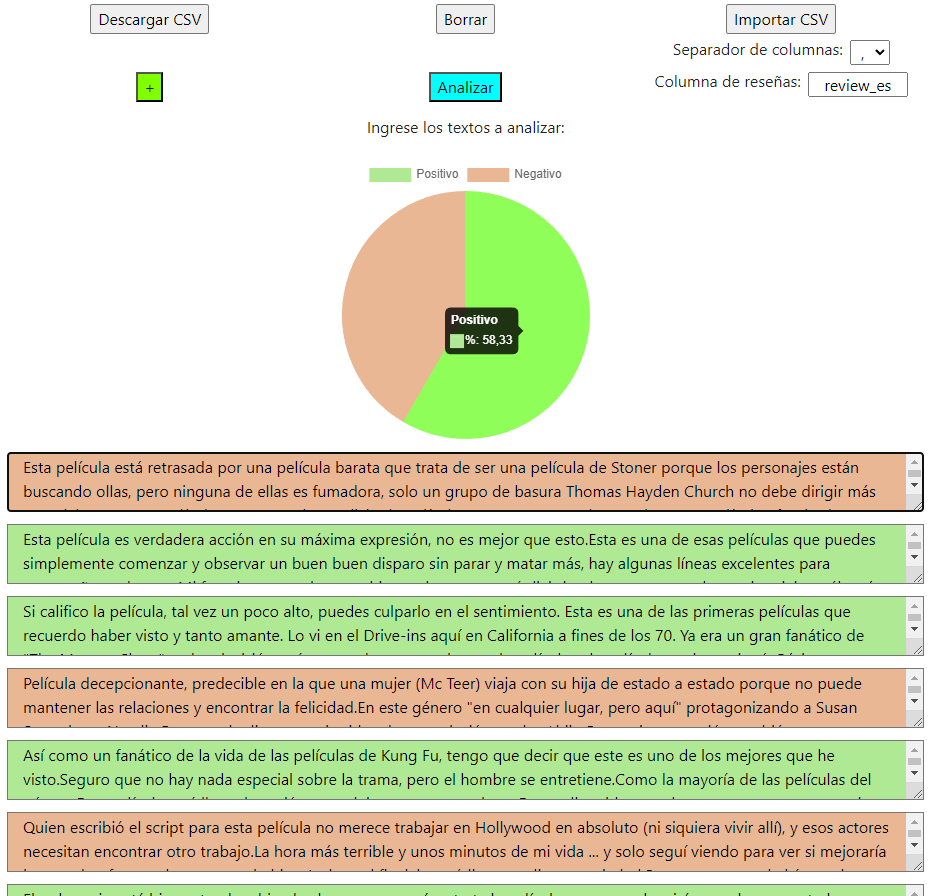 Descargar CSV
Borrar
Importar CSV
Separador de columnas: ,
+
Analizar
Columna de reseñas: review_es
Ingrese los textos a analizar:
Positivo Negativo
Positivo
%: 58,33
Esta película está retrasada por una película barata que trata de ser una película de Stoner porque los personajes están
buscando ollas, pero ninguna de ellas es fumadora, solo un grupo de basura Thomas Hayden Church no debe dirigir más
Esta película es verdadera acción en su máxima expresión, no es mejor que esto.Esta es una de esas películas que puedes
simplemente comenzar y observar un buen buen disparo sin parar y matar más, hay algunas líneas excelentes para
Si califico la película, tal vez un poco alto, puedes culparlo en el sentimiento. Esta es una de las primeras películas que
recuerdo haber visto y tanto amante. Lo vi en el Drive-ins aquí en California a fines de los 70. Ya era un gran fanático de
Película decepcionante, predecible en la que una mujer (Mc Teer) viaja con su hija de estado a estado porque no puede
mantener las relaciones y encontrar la felicidad.En este género "en cualquier lugar, pero aquí" protagonizando a Susan
Así como un fanático de la vida de las películas de Kung Fu, tengo que decir que este es uno de los mejores que he
visto.Seguro que no hay nada especial sobre la trama, pero el hombre se entretiene.Como la mayoría de las películas del
Quien escribió el script para esta película no merece trabajar en Hollywood en absoluto (ni siquiera vivir allí), y esos actores
necesitan encontrar otro trabajo.La hora más terrible y unos minutos de mi vida ... y solo seguí viendo para ver si mejoraría